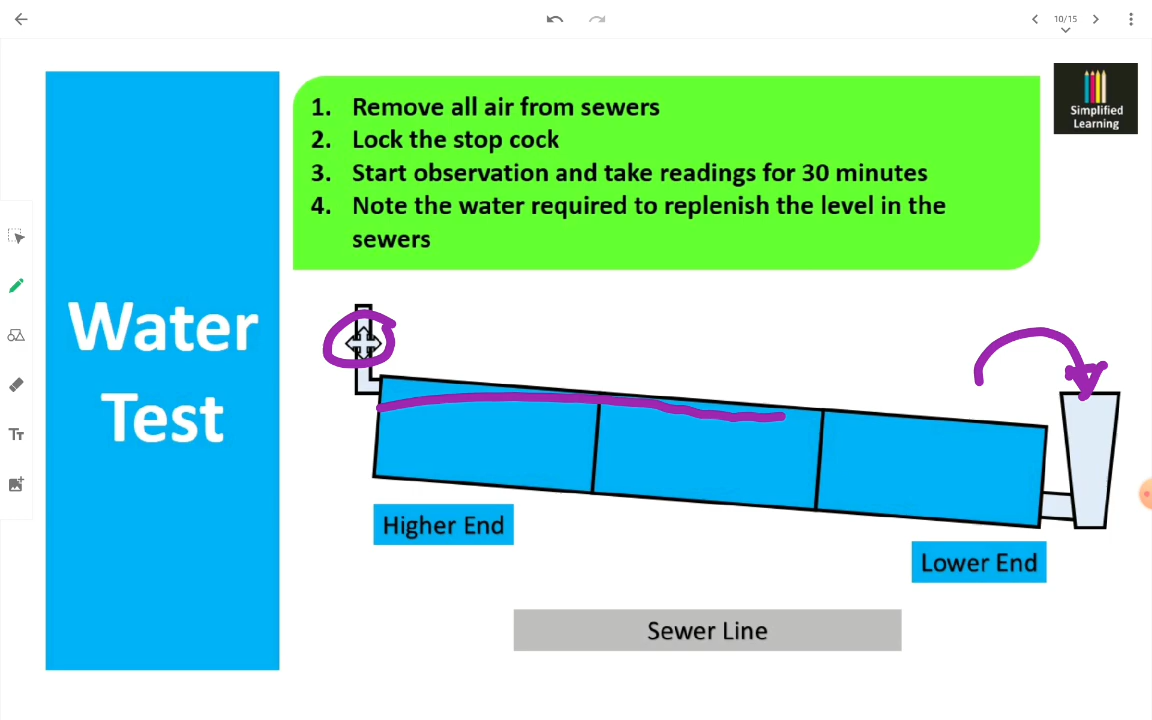 10/15
Simplified
Learning
1. Remove all air from sewers
2. Lock the stop cock
3. Start observation and take readings for 30 minutes
4. Note the water required to replenish the level in the
sewers
Water
Test
Higher End
Lower End
Sewer Line
Tт